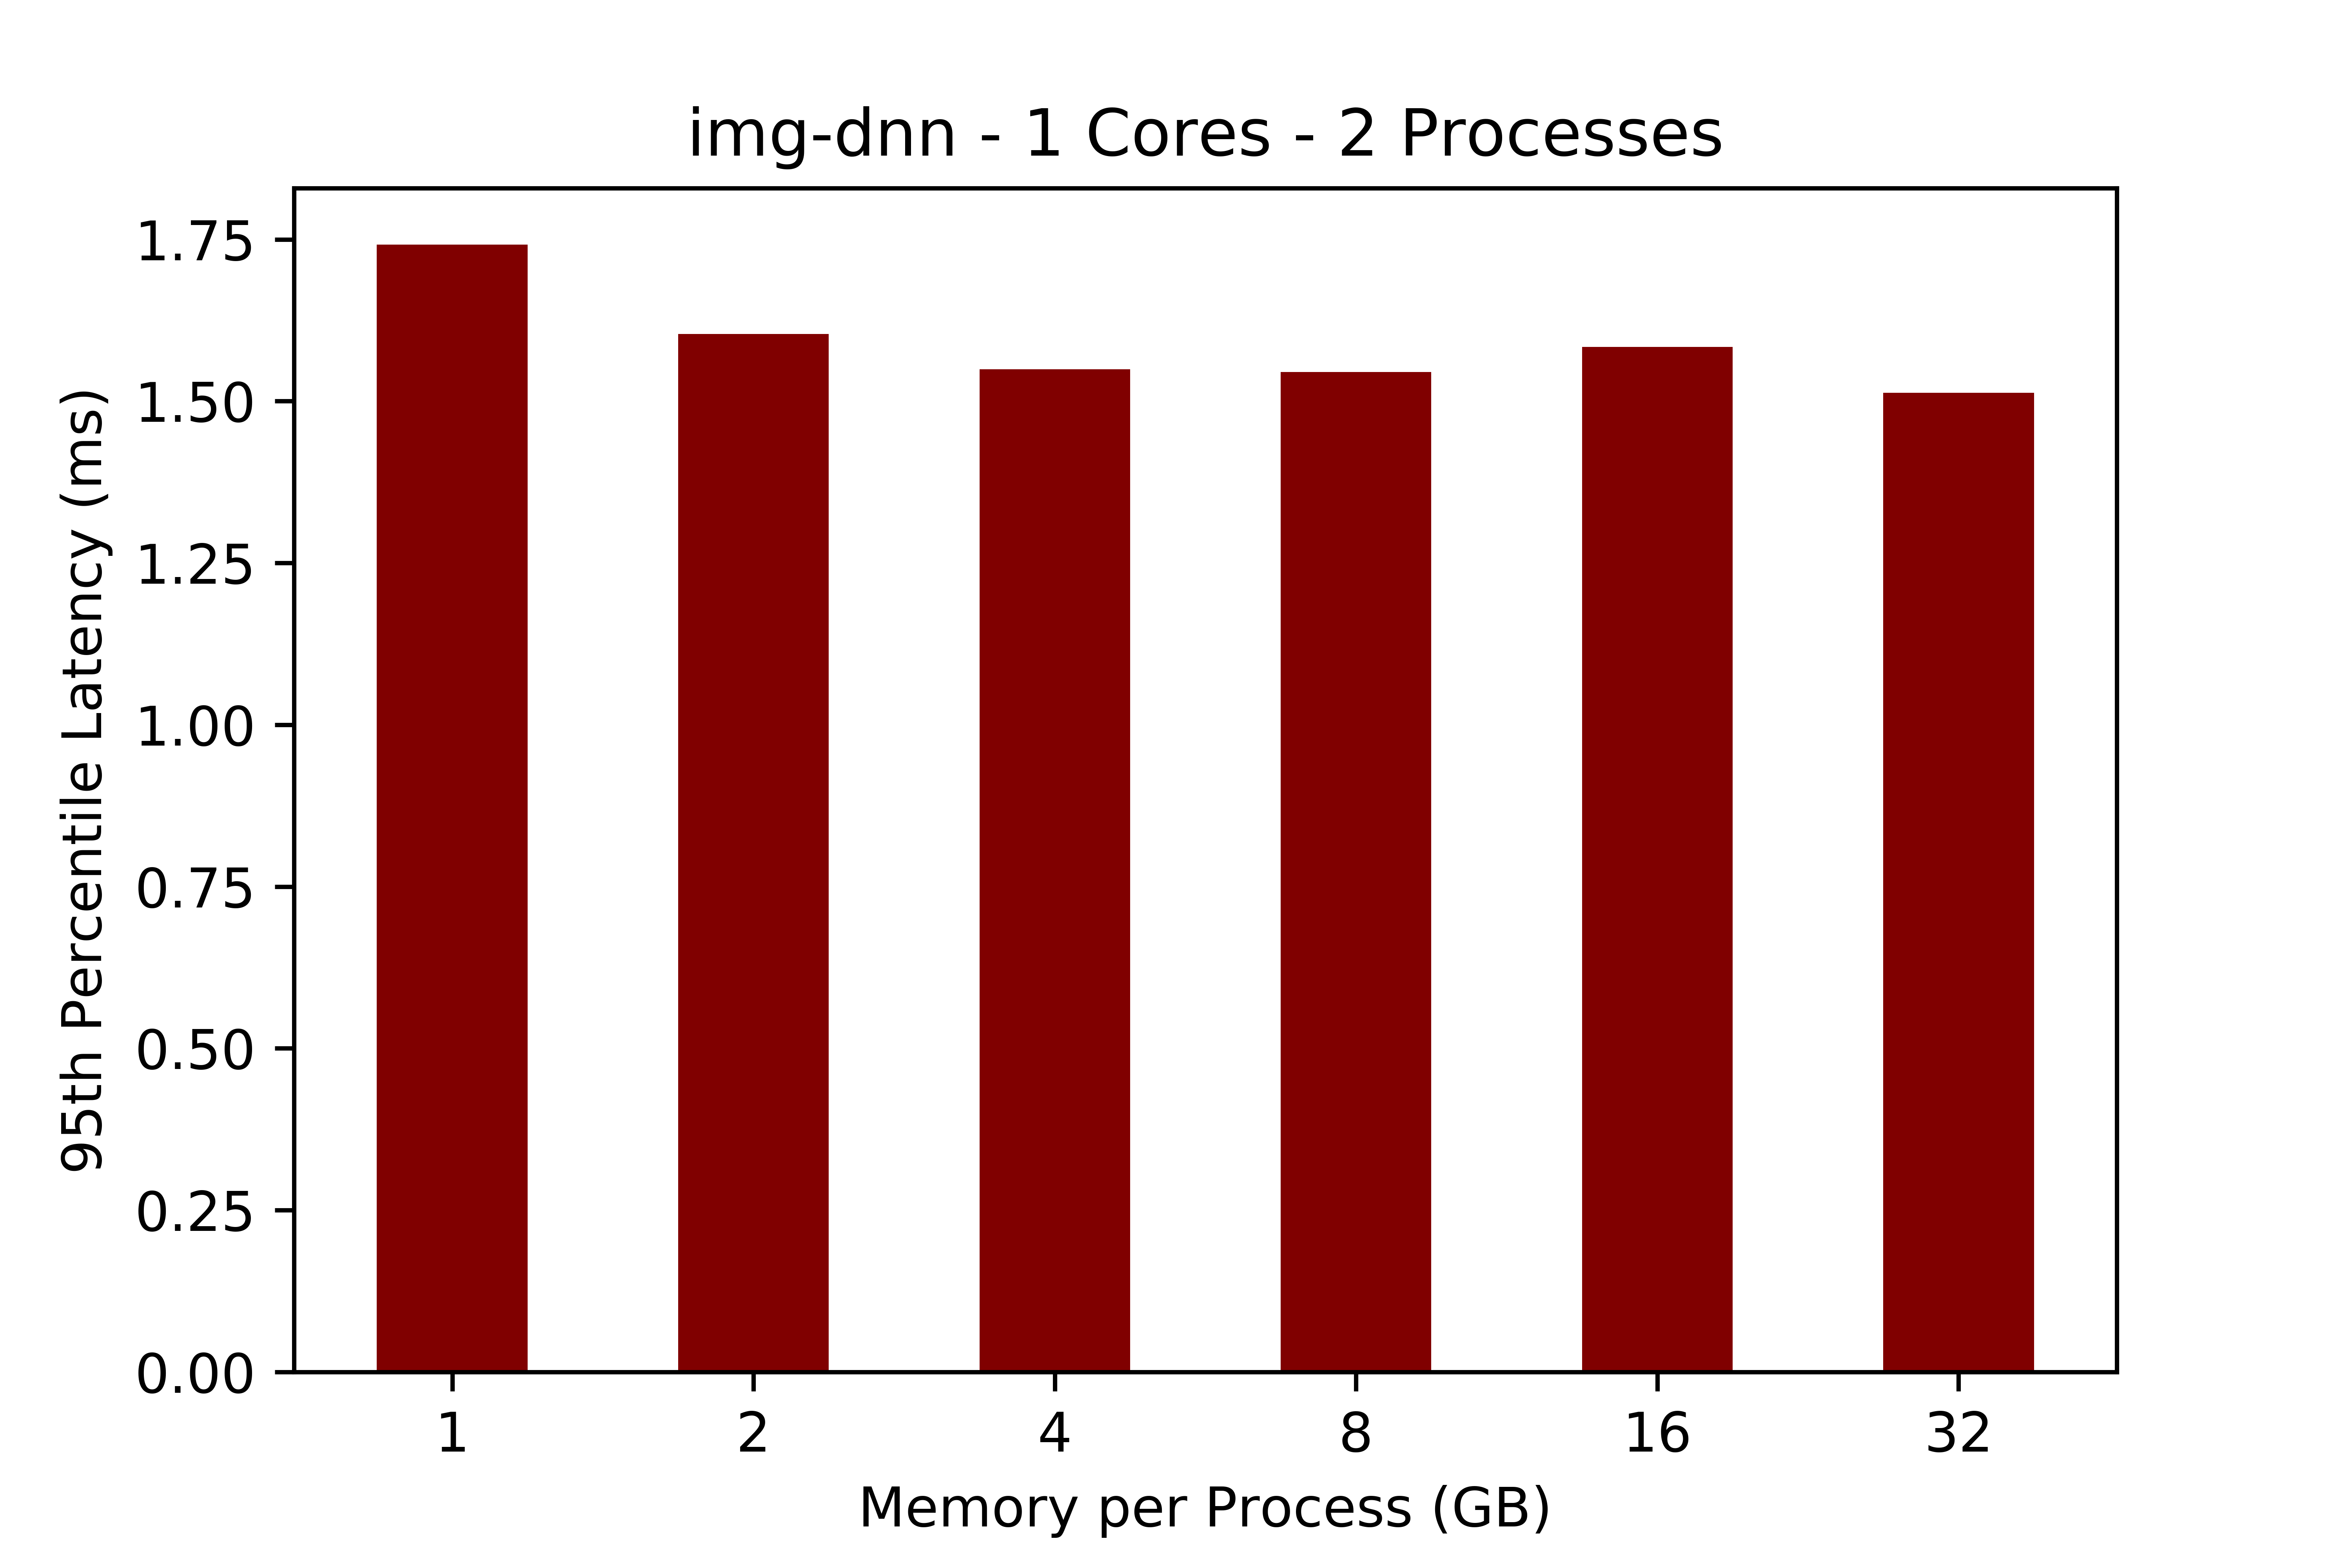 img-dnn - 1 Cores - 2 Processes
95th Percentile Latency (ms)
1.75
1.50
1.25
1.00
0.75
0.50
0.25
0.00
1 2 4 8 16 32
Memory per Process (GB)